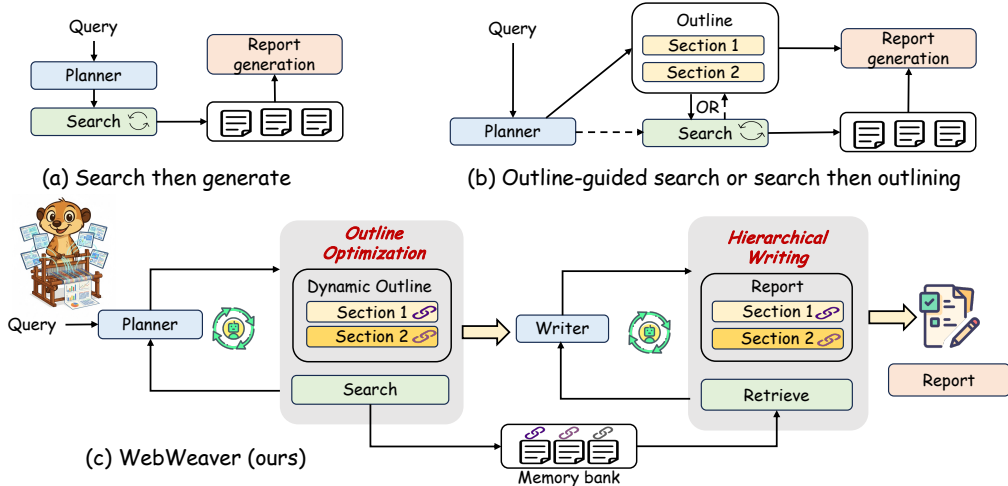 Query
Planner
Search
Report
generation
(a) Search then generate
Query
Planner
Outline
Section 1
Section 2
OR
Search
Report
generation
(b) Outline-guided search or search then outlining
Query
Planner
Outline
Optimization
Dynamic Outline
Section 1
Section 2
Search
Writer
Hierarchical
Writing
Report
Section 1
Section 2
Retrieve
Report
Memory bank
(c) WebWeaver (ours)